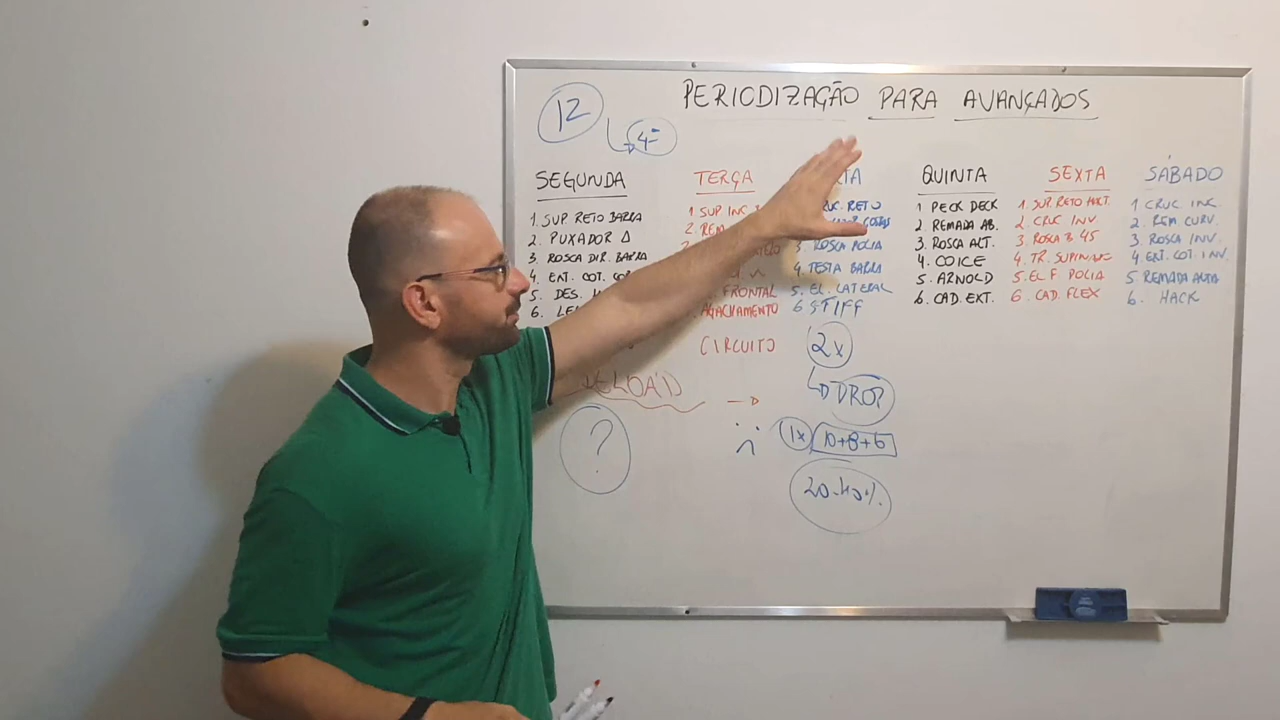 PERIODIZAÇÃO PARA AVANÇADOS
12
4ª
SEGUNDA
1. SUP. RETO BARRA
2. PUXADOR Δ
3. ROSCA DIR. BARRA
4. EXT. COT.
5. DES.
6.
TERÇA
1. SUP INC
2.
FRONTAL
AGACHAMENTO
CIRCUITO
RETO
3. ROSCA POLIA
4. TESTA BARRA
5. EL. LATERAL
6. STIFF
2X
DROP
1X 10+8+6
20-40%
?
QUINTA
1 PECK DECK
2. REMADA AB.
3. ROSCA ALT.
4. COICE
5. ARNOLD
6. CAD. EXT.
SEXTA
1. SUP. RETO HALT.
2. CRUC INV
3. ROSCA B 45
4. TR. SUPINADO
5. EL F POLIA
6. CAD. FLEX
SÁBADO
1 CRUC INC.
2. REM CURV.
3. ROSCA INV.
4. EXT. COT INV.
5 REMADA ALTA
6. HACK